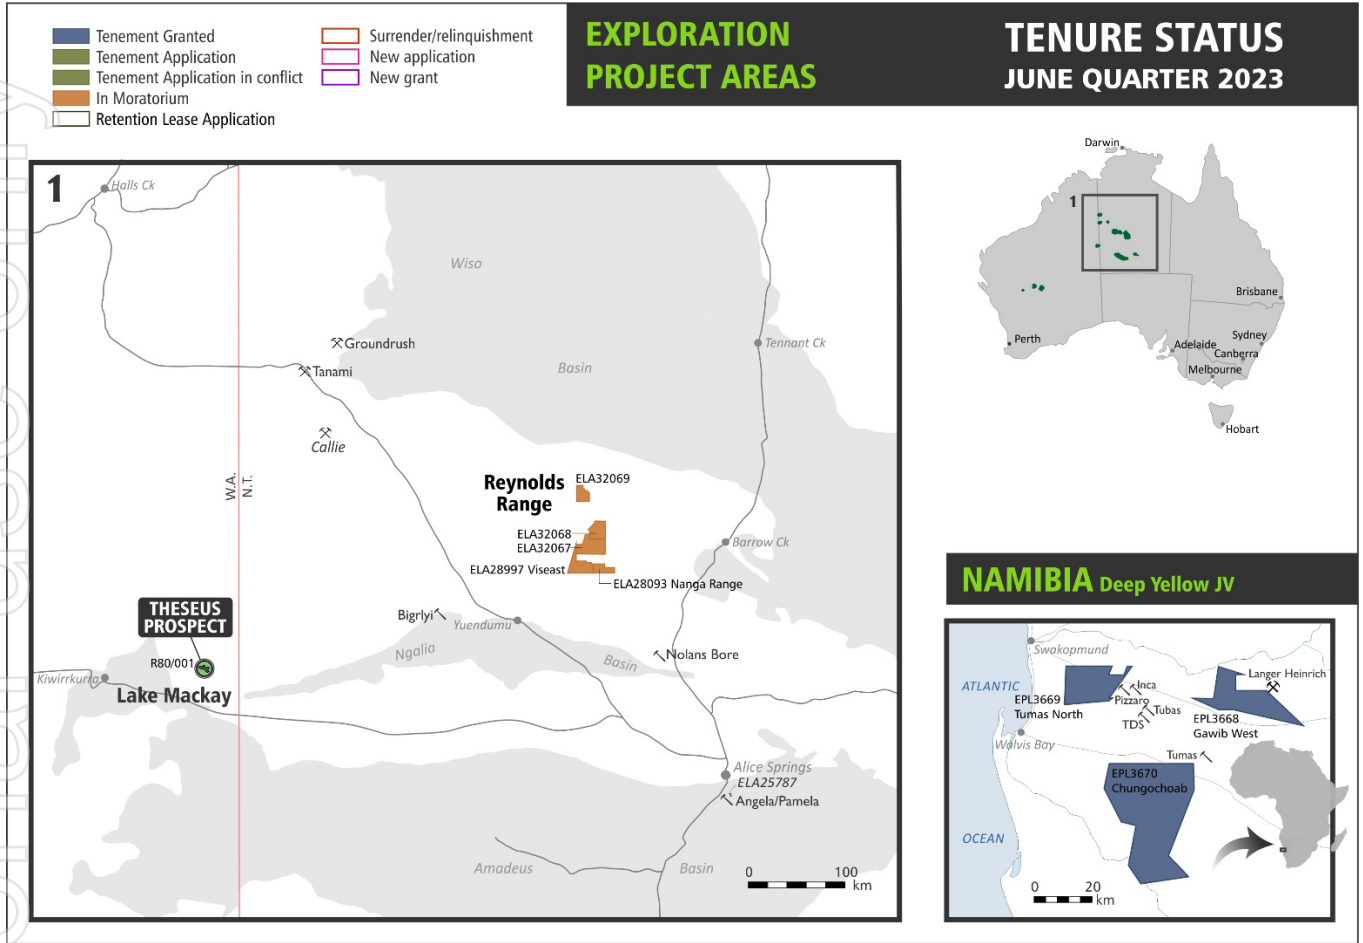 Tenement Granted
Tenement Application
Tenement Application in conflict
In Moratorium
Retention Lease Application
Surrender/relinquishment
New application
New grant
EXPLORATION
PROJECT AREAS
TENURE STATUS
JUNE QUARTER 2023
1
Halls Ck
Wiso
Basin
Groundrush
Tanami
Callie
Tennant Ck
W.A.
N.T.
Reynolds
Range
ELA32069
ELA32068
ELA32067
ELA28997 Viseast
ELA28093 Nanga Range
Barrow Ck
THESEUS
PROSPECT
R80/001
Kiwirrkurra
Lake Mackay
Bigrlyi
Yuendumu
Ngalia
Basin
Nolans Bore
Alice Springs
ELA25787
Angela/Pamela
Amadeus
Basin
0
100
km
Darwin
1
Brisbane
Perth
Sydney
Adelaide
Canberra
Melbourne
Hobart
NAMIBIA Deep Yellow JV
Swakopmund
ATLANTIC
EPL3669
Tumas North
Inca
Pizzaro
Tubas
TDS
Langer Heinrich
EPL3668
Gawib West
Walvis Bay
Tumas
EPL3670
Chungochoab
OCEAN
0
20
km